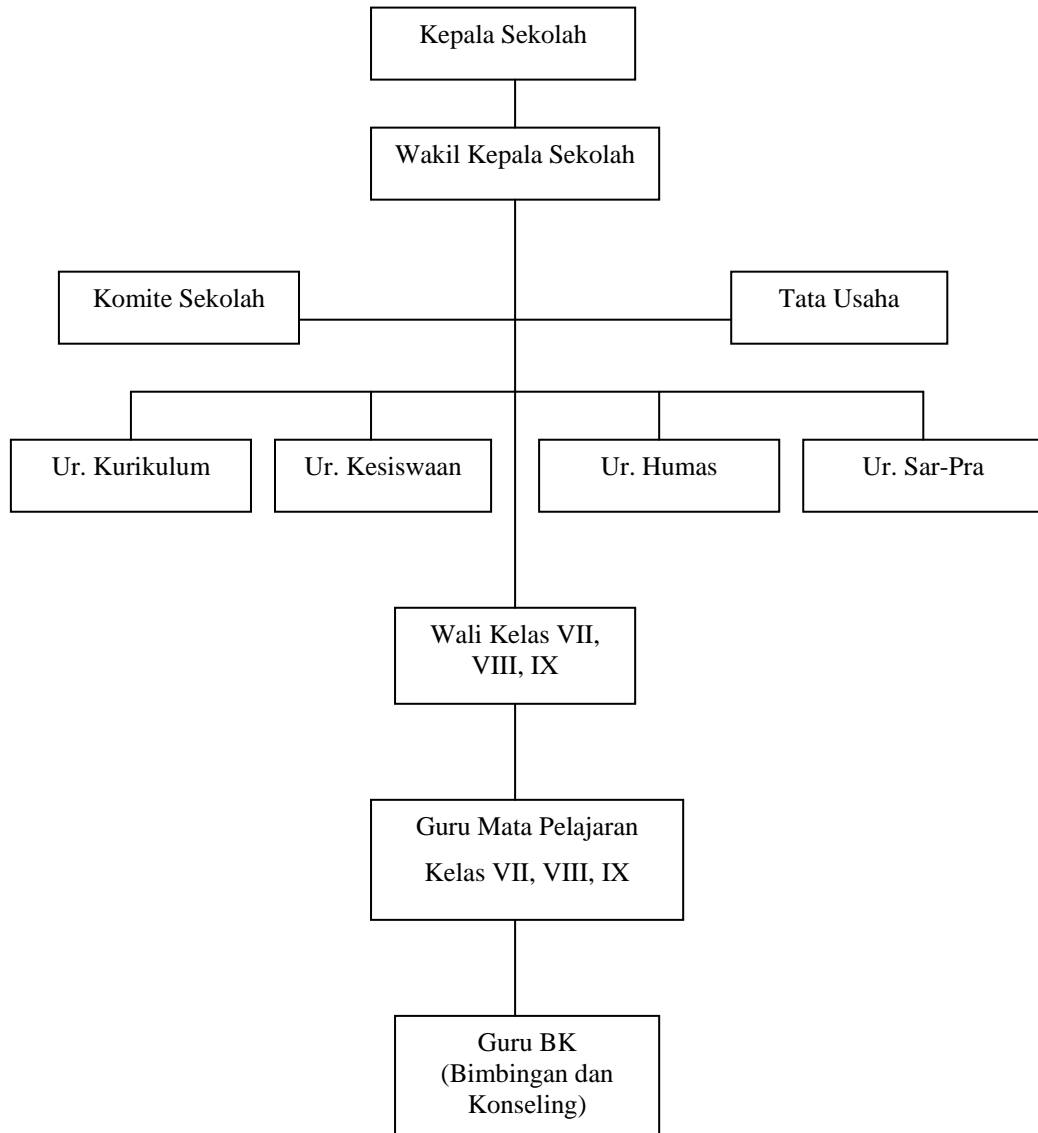 Kepala Sekolah
Wakil Kepala Sekolah
Komite Sekolah
Tata Usaha
Ur. Kurikulum
Ur. Kesiswaan
Ur. Humas
Ur. Sar-Pra
Wali Kelas VII,
VIII, IX
Guru Mata Pelajaran
Kelas VII, VIII, IX
Guru BK
(Bimbingan dan
Konseling)